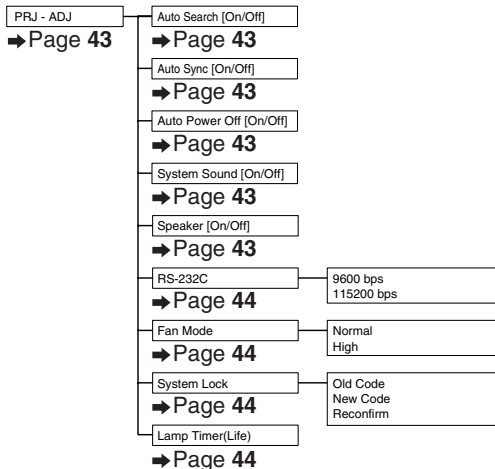 PRJ - ADJ
➡Page 43
Auto Search [On/Off]
➡Page 43
Auto Sync [On/Off]
➡Page 43
Auto Power Off [On/Off]
➡Page 43
System Sound [On/Off]
➡Page 43
Speaker [On/Off]
➡Page 43
RS-232C
➡Page 44
9600 bps
115200 bps
Fan Mode
➡Page 44
Normal
High
System Lock
➡Page 44
Old Code
New Code
Reconfirm
Lamp Timer(Life)
➡Page 44